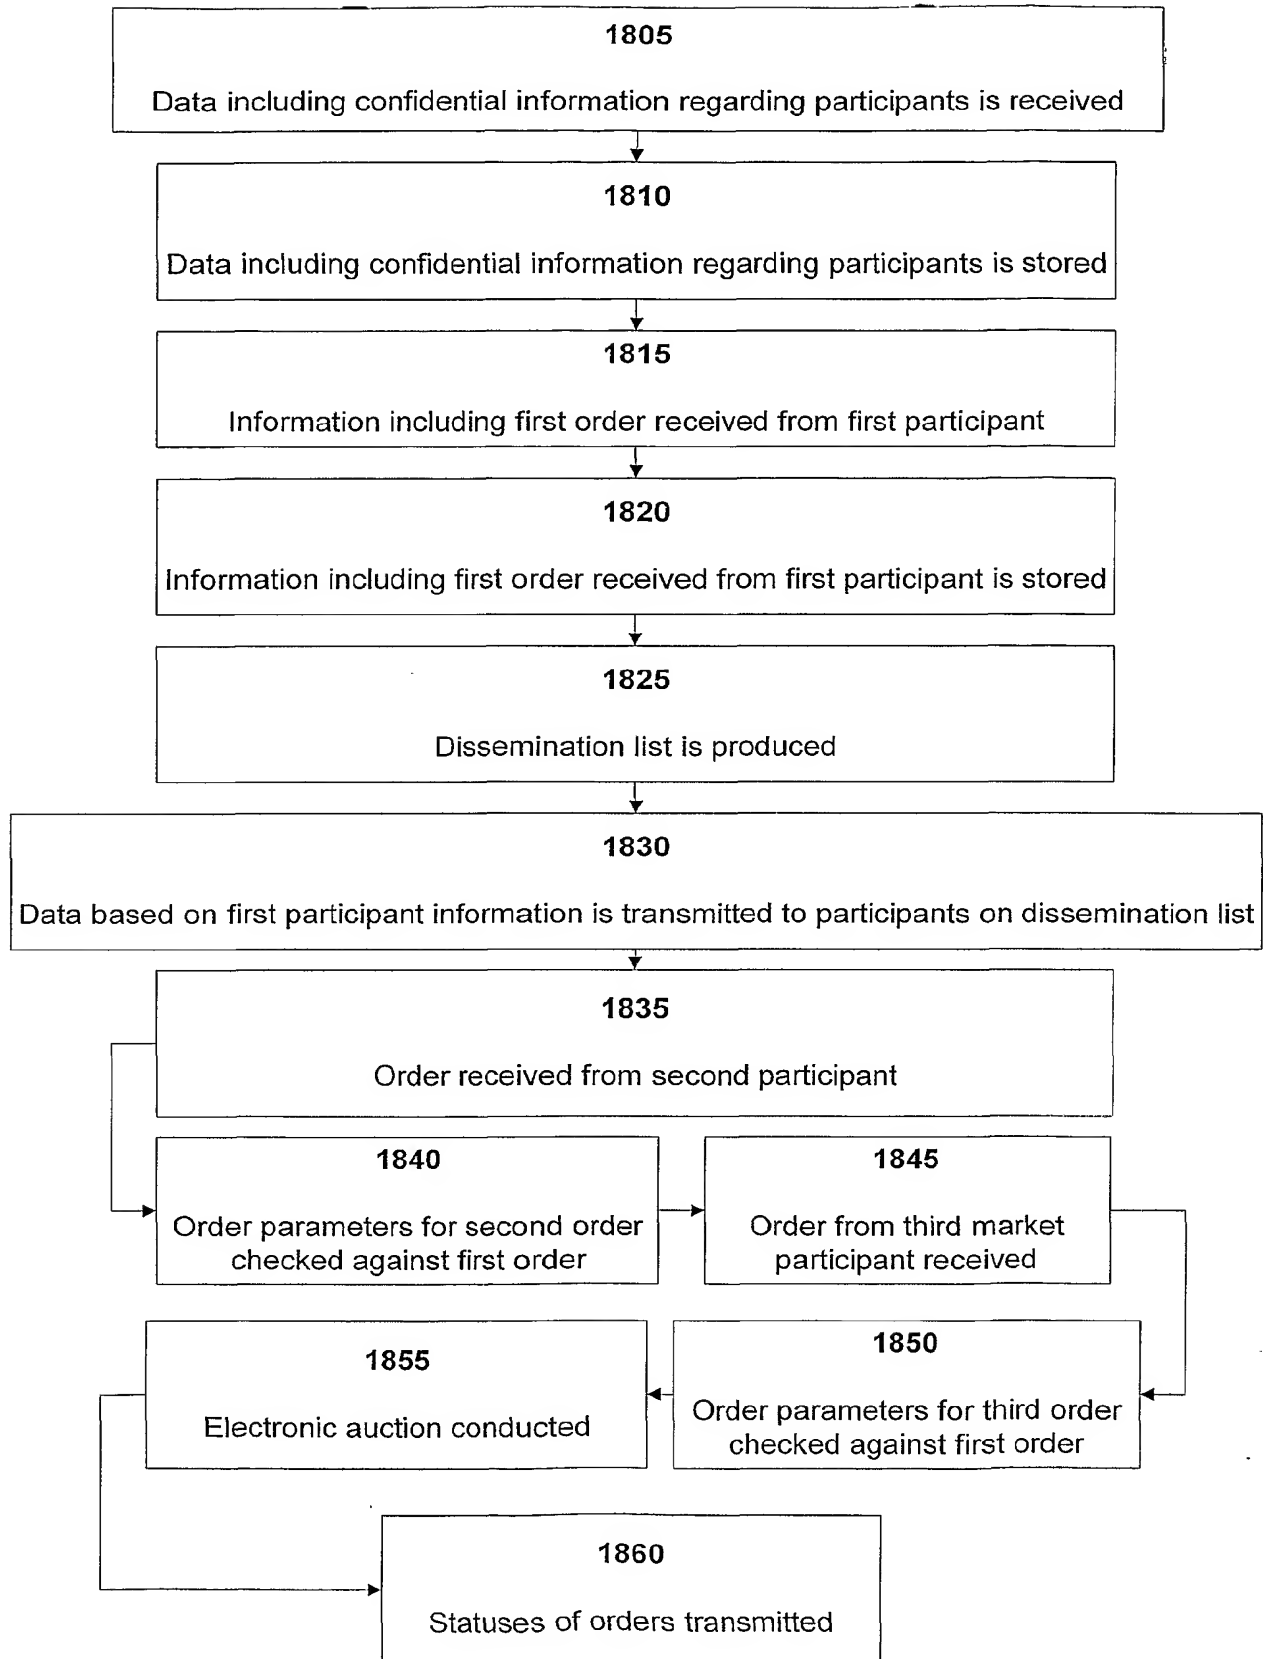 1805
Data including confidential information regarding participants is received
1810
Data including confidential information regarding participants is stored
1815
Information including first order received from first participant
1820
Information including first order received from first participant is stored
1825
Dissemination list is produced
1830
Data based on first participant information is transmitted to participants on dissemination list
1835
Order received from second participant
1840
Order parameters for second order
checked against first order
1845
Order from third market
participant received
1850
Order parameters for third order
checked against first order
1855
Electronic auction conducted
1860
Statuses of orders transmitted